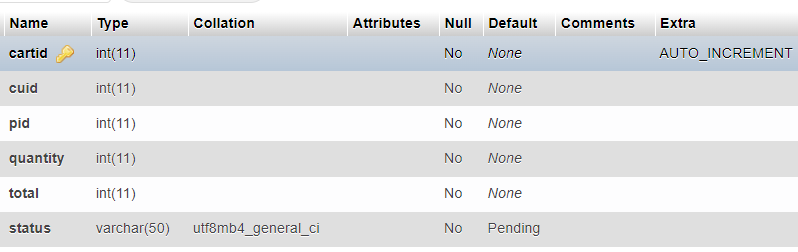 Name Type Collation Attributes Null Default Comments Extra
cartid int(11) No None AUTO_INCREMENT
cuid int(11) No None
pid int(11) No None
quantity int(11) No None
total int(11) No None
status varchar(50) utf8mb4_general_ci No Pending